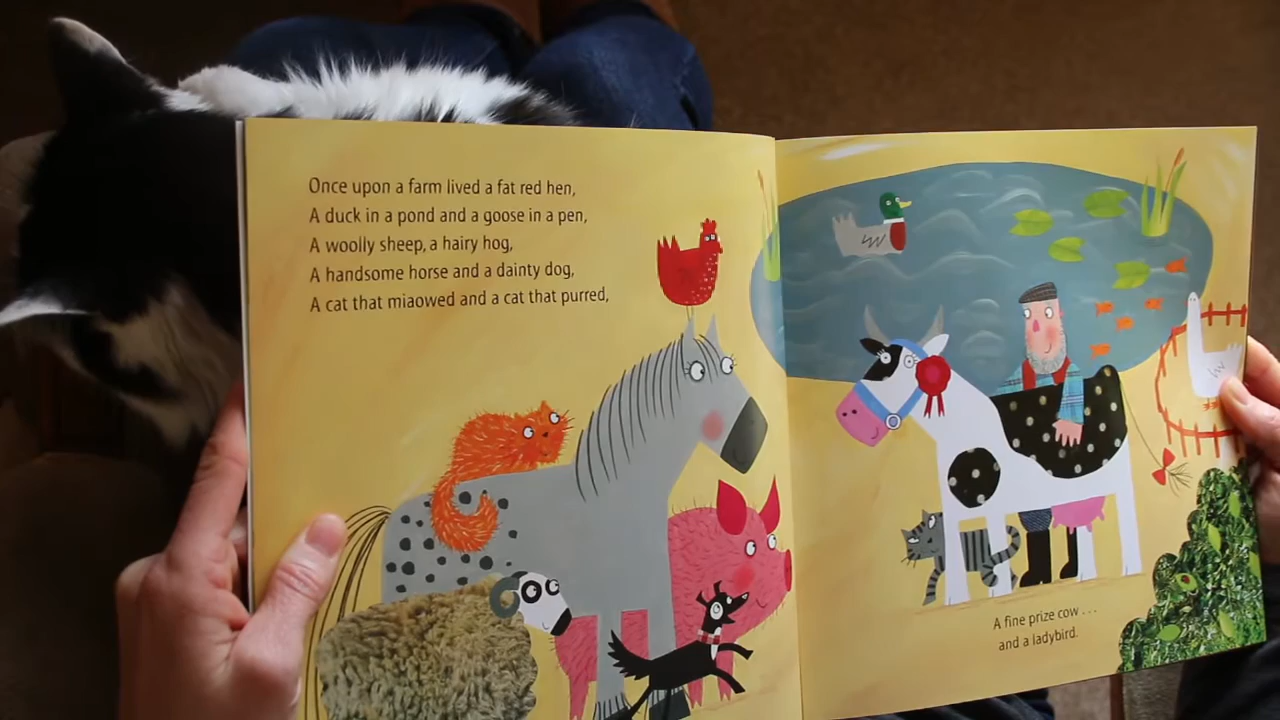 Once upon a farm lived a fat red hen,
A duck in a pond and a goose in a pen,
A woolly sheep, a hairy hog,
A handsome horse and a dainty dog,
A cat that miaowed and a cat that purred,
A fine prize cow . . .
and a ladybird.